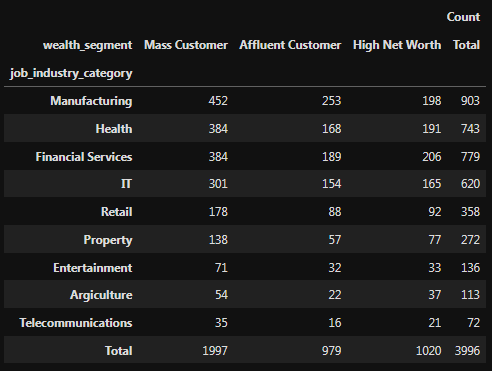 Count
wealth_segment Mass Customer Affluent Customer High Net Worth Total
job_industry_category
Manufacturing 452 253 198 903
Health 384 168 191 743
Financial Services 384 189 206 779
IT 301 154 165 620
Retail 178 88 92 358
Property 138 57 77 272
Entertainment 71 32 33 136
Argiculture 54 22 37 113
Telecommunications 35 16 21 72
Total 1997 979 1020 3996